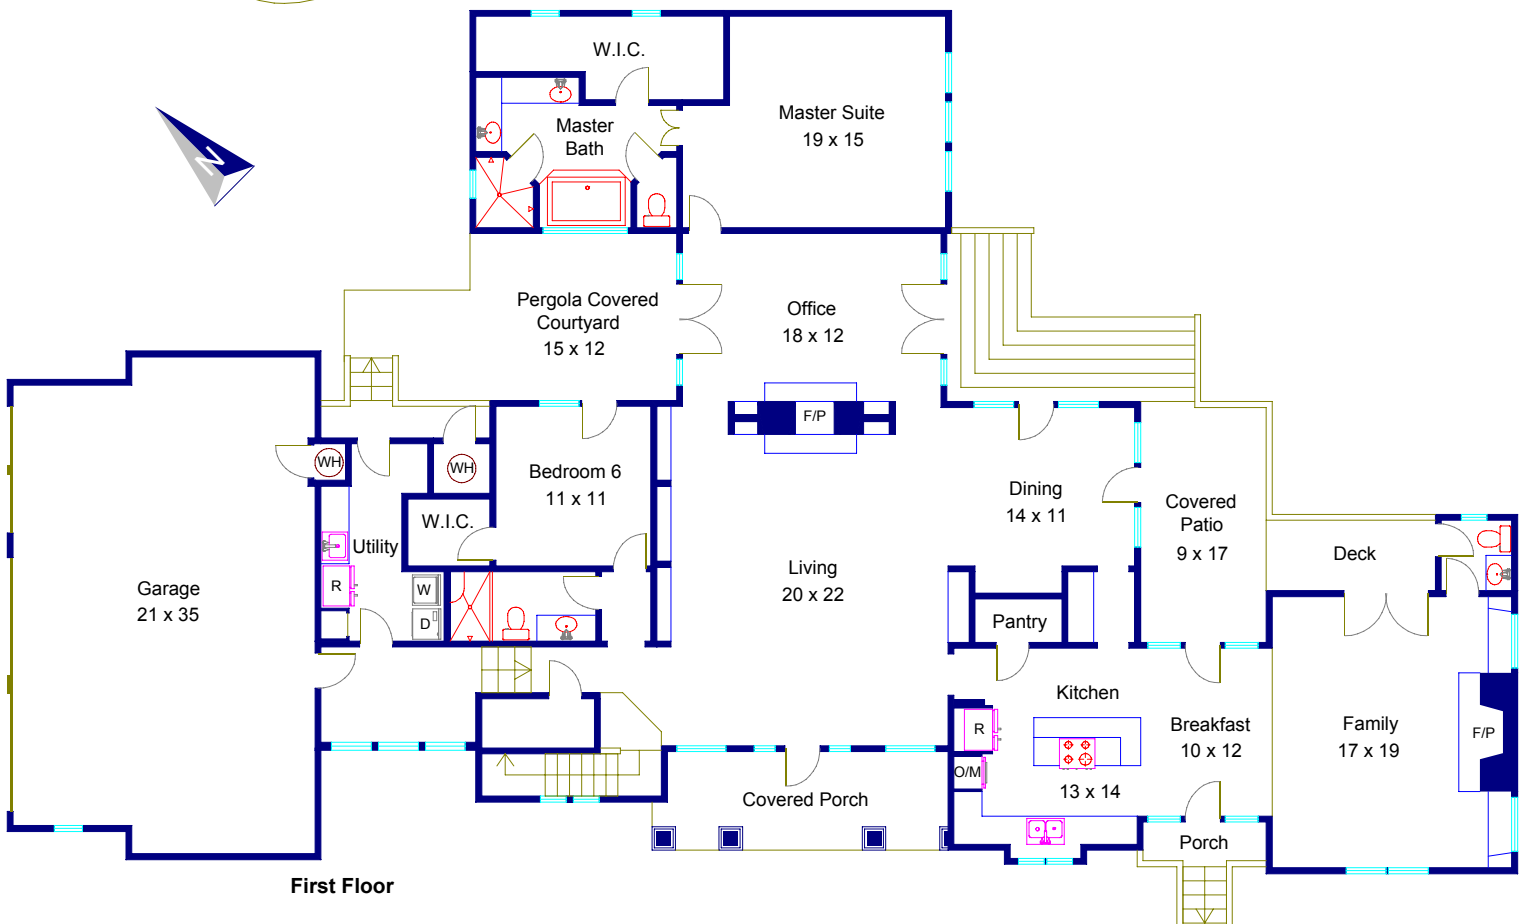 W.I.C.
Master Suite
19 x 15
Master
Bath
N
Pergola Covered
Courtyard
15 x 12
Office
18 x 12
F/P
WH
WH
Bedroom 6
11 x 11
W.I.C.
Utility
Dining
14 x 11
Covered
Patio
9 x 17
Deck
Garage
21 x 35
R
W
D
Living
20 x 22
Pantry
Kitchen
R
O/M
13 x 14
Breakfast
10 x 12
Family
17 x 19
F/P
Covered Porch
Porch
First Floor